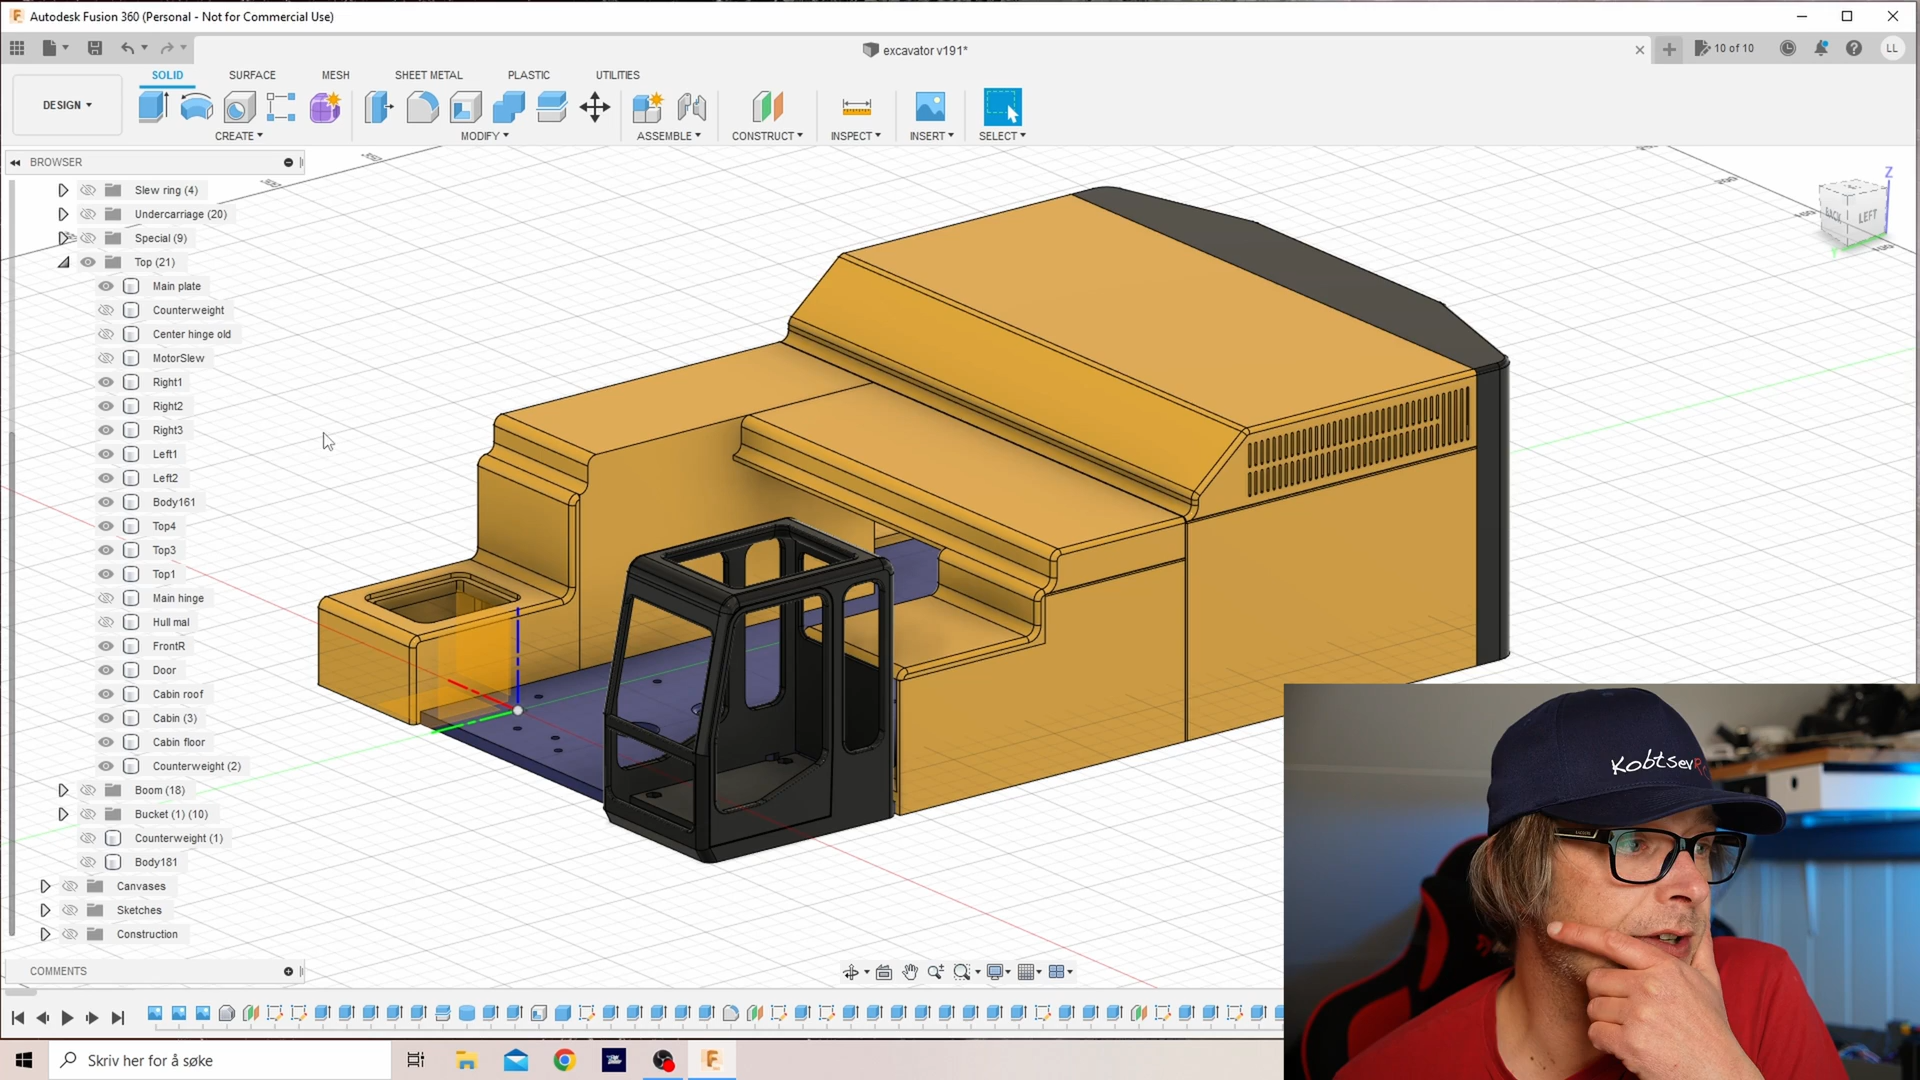 Autodesk Fusion 360 (Personal - Not for Commercial Use)
excavator v191*
10 of 10
LL
DESIGN
SOLID
SURFACE
MESH
SHEET METAL
PLASTIC
UTILITIES
CREATE
MODIFY
ASSEMBLE
CONSTRUCT
INSPECT
INSERT
SELECT
BROWSER
Slew ring (4)
Undercarriage (20)
Special (9)
Top (21)
Main plate
Counterweight
Center hinge old
MotorSlew
Right1
Right2
Right3
Left1
Left2
Body161
Top4
Top3
Top1
Main hinge
Hull mal
FrontR
Door
Cabin roof
Cabin (3)
Cabin floor
Counterweight (2)
Boom (18)
Bucket (1) (10)
Counterweight (1)
Body181
Canvases
Sketches
Construction
COMMENTS
Z
BACK
LEFT
KobtsevR
Skriv her for å søke